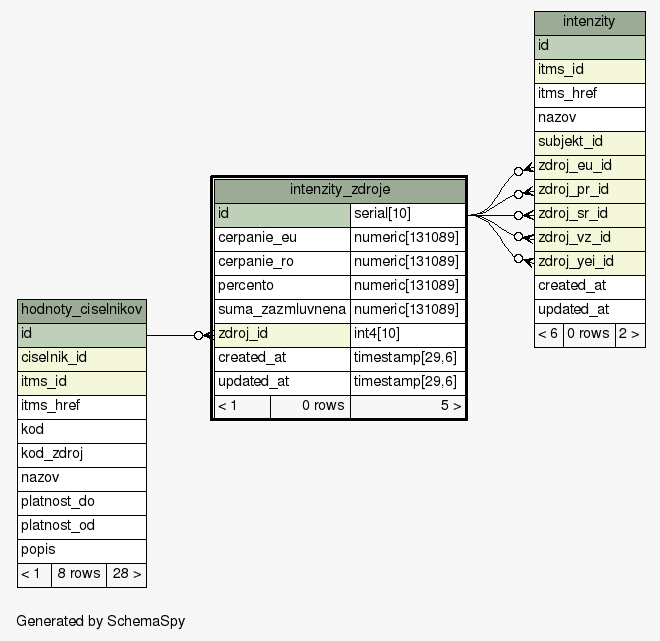 intenzity
id
itms_id
itms_href
nazov
subjekt_id
zdroj_eu_id
zdroj_pr_id
zdroj_sr_id
zdroj_vz_id
zdroj_yei_id
created_at
updated_at
< 6 0 rows 2 >
intenzity_zdroje
id serial[10]
cerpanie_eu numeric[131089]
cerpanie_ro numeric[131089]
percento numeric[131089]
suma_zazmluvnena numeric[131089]
zdroj_id int4[10]
created_at timestamp[29,6]
updated_at timestamp[29,6]
< 1 0 rows 5 >
hodnoty_ciselnikov
id
ciselnik_id
itms_id
itms_href
kod
kod_zdroj
nazov
platnost_do
platnost_od
popis
< 1 8 rows 28 >
Generated by SchemaSpy